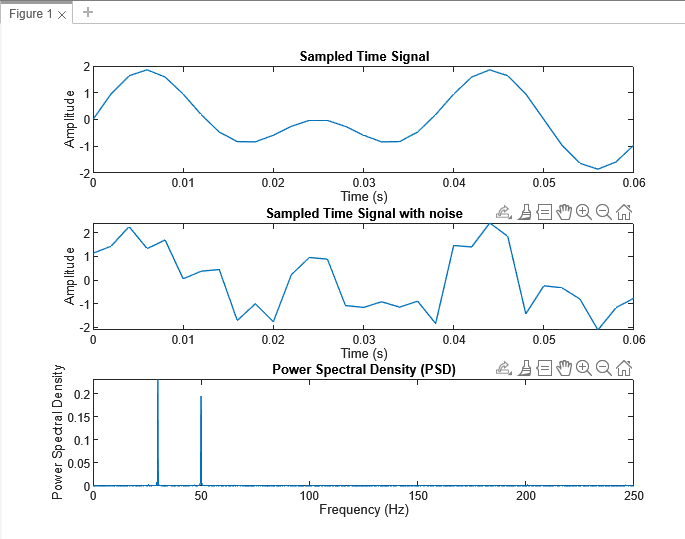 Figure 1 × +
Sampled Time Signal
Amplitude
2
1
0
-1
-2
0 0.01 0.02 0.03 0.04 0.05 0.06
Time (s)
Sampled Time Signal with noise
Amplitude
2
1
0
-1
-2
0 0.01 0.02 0.03 0.04 0.05 0.06
Time (s)
Power Spectral Density (PSD)
Power Spectral Density
0.2
0.15
0.1
0.05
0
0 50 100 150 200 250
Frequency (Hz)